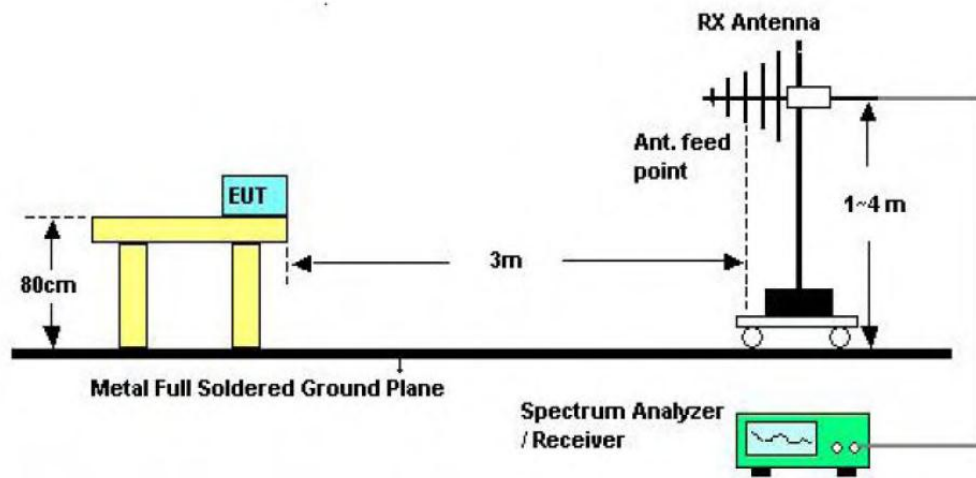 RX Antenna
Ant. feed
point
EUT
1~4 m
3m
80cm
Metal Full Soldered Ground Plane
Spectrum Analyzer
/ Receiver